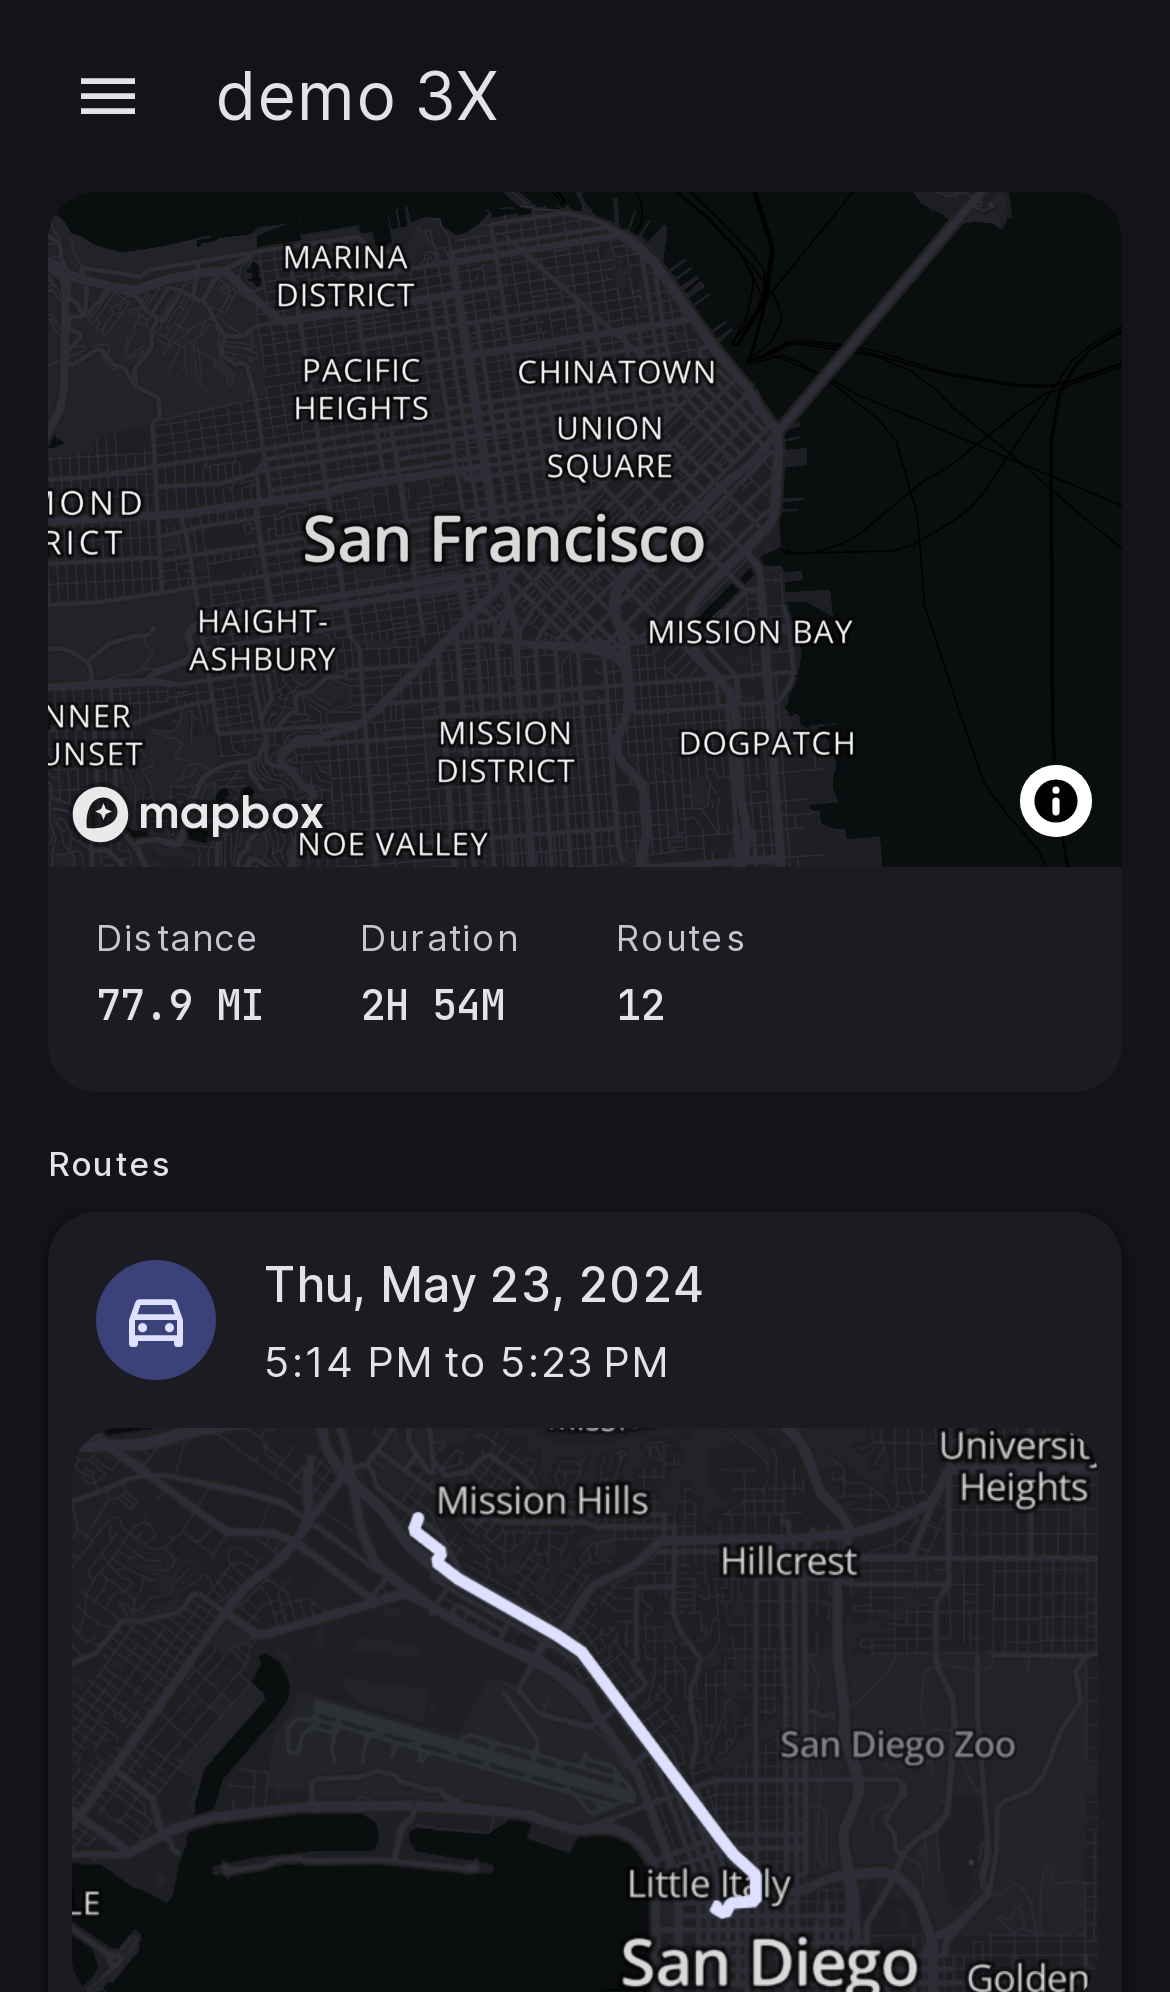 demo 3X
MARINA
DISTRICT
PACIFIC
HEIGHTS
CHINATOWN
UNION
SQUARE
MOND
RICT
San Francisco
HAIGHT-
ASHBURY
MISSION BAY
NNER
UNSET
MISSION
DISTRICT
DOGPATCH
mapbox
NOE VALLEY
Distance
Duration
Routes
77.9 MI
2H 54M
12
Routes
Thu, May 23, 2024
5:14 PM to 5:23 PM
University
Heights
Mission Hills
Hillcrest
San Diego Zoo
Little Italy
LE
San Diego
Golden